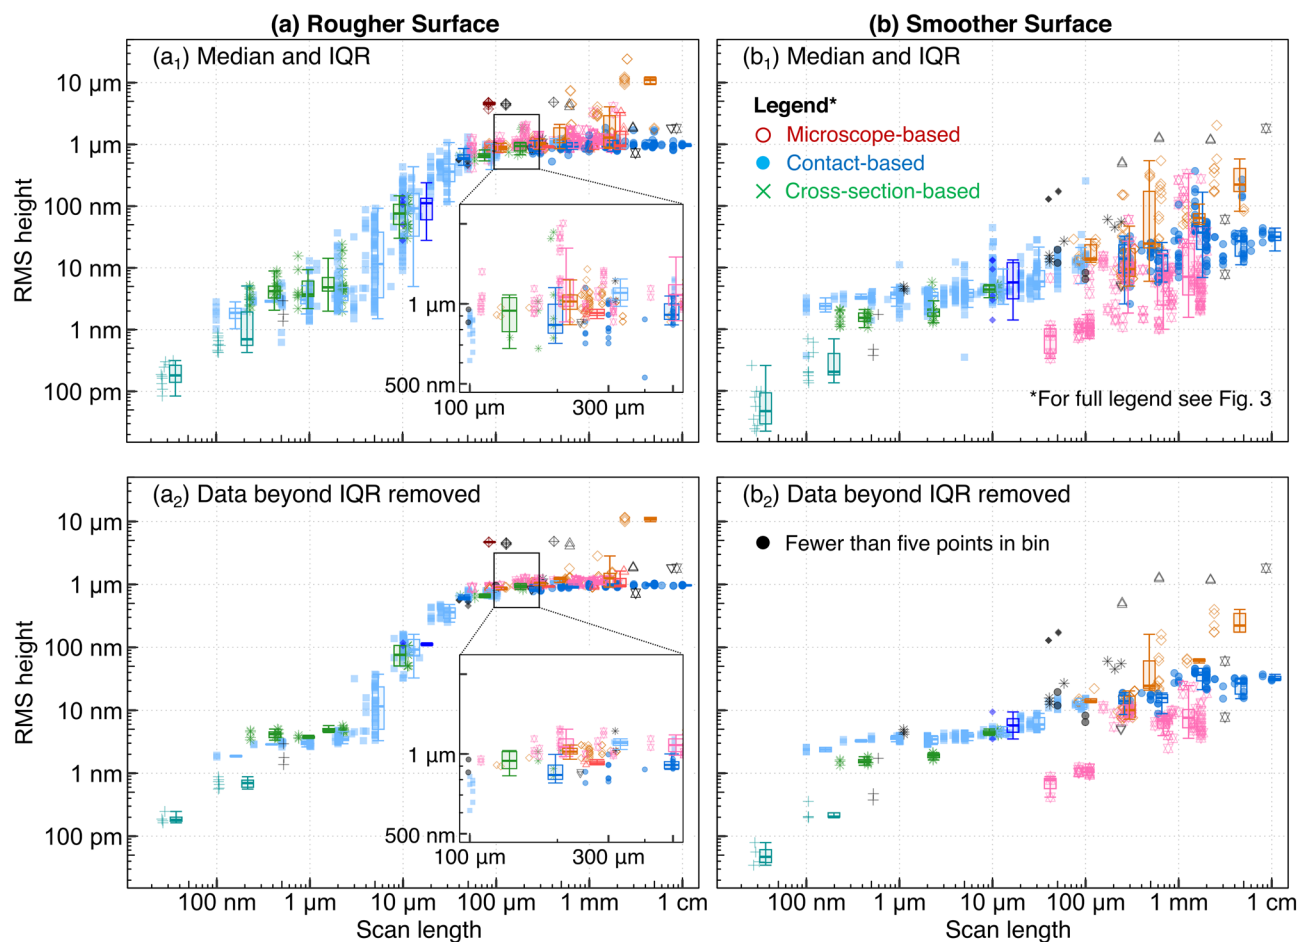 (a) Rougher Surface
(b) Smoother Surface
(a1) Median and IQR
(b1) Median and IQR
10 µm
1 µm
100 nm
10 nm
1 nm
100 pm
RMS height
Legend*
Microscope-based
Contact-based
Cross-section-based
1 µm
500 nm
100 µm 300 µm
*For full legend see Fig. 3
(a2) Data beyond IQR removed
(b2) Data beyond IQR removed
10 µm
1 µm
100 nm
10 nm
1 nm
100 pm
RMS height
Fewer than five points in bin
1 µm
500 nm
100 µm 300 µm
100 nm 1 µm 10 µm 100 µm 1 mm 1 cm
Scan length
100 nm 1 µm 10 µm 100 µm 1 mm 1 cm
Scan length